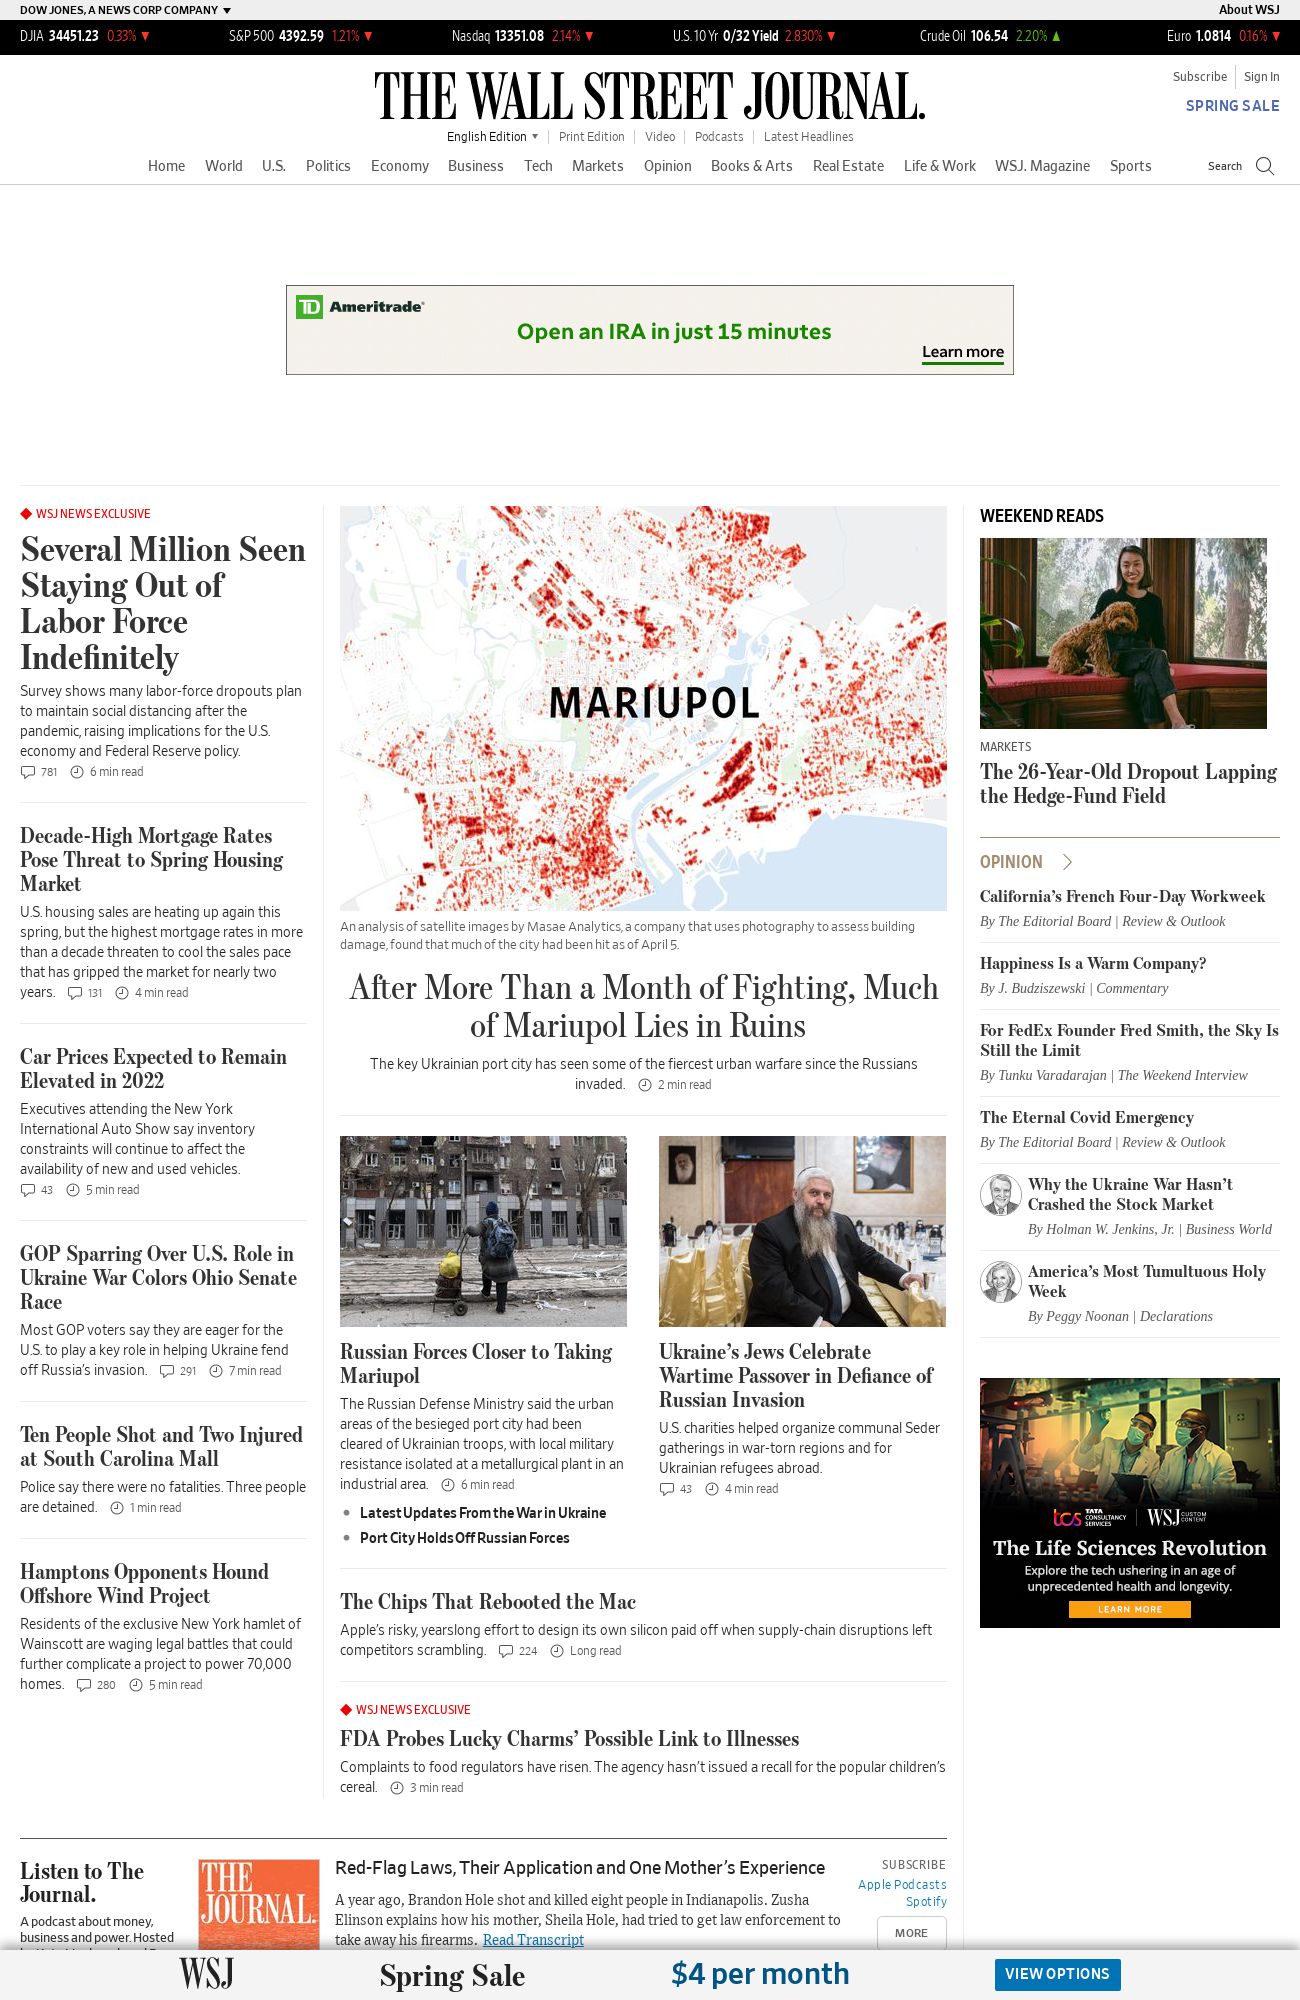 DOW JONES, A NEWS CORP COMPANY
About WSJ
DJIA 34451.23 0.33% S&P 500 4392.59 1.21% Nasdaq 13351.08 2.14% U.S. 10 Yr 0/32 Yield 2.830% Crude Oil 106.54 2.20% Euro 1.0814 0.16%
THE WALL STREET JOURNAL.
Subscribe Sign In
SPRING SALE
English Edition Print Edition Video Podcasts Latest Headlines
Home World U.S. Politics Economy Business Tech Markets Opinion Books & Arts Real Estate Life & Work WSJ. Magazine Sports Search
TD Ameritrade
Open an IRA in just 15 minutes
Learn more
WSJ NEWS EXCLUSIVE
Several Million Seen
Staying Out of
Labor Force
Indefinitely
Survey shows many labor-force dropouts plan
to maintain social distancing after the
pandemic, raising implications for the U.S.
economy and Federal Reserve policy.
781 6 min read
Decade-High Mortgage Rates
Pose Threat to Spring Housing
Market
U.S. housing sales are heating up again this
spring, but the highest mortgage rates in more
than a decade threaten to cool the sales pace
that has gripped the market for nearly two
years. 131 4 min read
Car Prices Expected to Remain
Elevated in 2022
Executives attending the New York
International Auto Show say inventory
constraints will continue to affect the
availability of new and used vehicles.
43 5 min read
GOP Sparring Over U.S. Role in
Ukraine War Colors Ohio Senate
Race
Most GOP voters say they are eager for the
U.S. to play a key role in helping Ukraine fend
off Russia's invasion. 291 7 min read
Ten People Shot and Two Injured
at South Carolina Mall
Police say there were no fatalities. Three people
are detained. 1 min read
Hamptons Opponents Hound
Offshore Wind Project
Residents of the exclusive New York hamlet of
Wainscott are waging legal battles that could
further complicate a project to power 70,000
homes. 280 5 min read
MARIUPOL
An analysis of satellite images by Masae Analytics, a company that uses photography to assess building
damage, found that much of the city had been hit as of April 5.
After More Than a Month of Fighting, Much
of Mariupol Lies in Ruins
The key Ukrainian port city has seen some of the fiercest urban warfare since the Russians
invaded. 2 min read
Russian Forces Closer to Taking
Mariupol
The Russian Defense Ministry said the urban
areas of the besieged port city had been
cleared of Ukrainian troops, with local military
resistance isolated at a metallurgical plant in an
industrial area. 6 min read
Latest Updates From the War in Ukraine
Port City Holds Off Russian Forces
Ukraine's Jews Celebrate
Wartime Passover in Defiance of
Russian Invasion
U.S. charities helped organize communal Seder
gatherings in war-torn regions and for
Ukrainian refugees abroad.
43 4 min read
The Chips That Rebooted the Mac
Apple's risky, yearslong effort to design its own silicon paid off when supply-chain disruptions left
competitors scrambling. 224 Long read
WSJ NEWS EXCLUSIVE
FDA Probes Lucky Charms' Possible Link to Illnesses
Complaints to food regulators have risen. The agency hasn't issued a recall for the popular children's
cereal. 3 min read
WEEKEND READS
MARKETS
The 26-Year-Old Dropout Lapping
the Hedge-Fund Field
OPINION
California's French Four-Day Workweek
By The Editorial Board | Review & Outlook
Happiness Is a Warm Company?
By J. Budziszewski | Commentary
For FedEx Founder Fred Smith, the Sky Is
Still the Limit
By Tunku Varadarajan | The Weekend Interview
The Eternal Covid Emergency
By The Editorial Board | Review & Outlook
Why the Ukraine War Hasn't
Crashed the Stock Market
By Holman W. Jenkins, Jr. | Business World
America's Most Tumultuous Holy
Week
By Peggy Noonan | Declarations
tcs TATA CONSULTANCY SERVICES WSJ CUSTOM CONTENT
The Life Sciences Revolution
Explore the tech ushering in an age of
unprecedented health and longevity.
LEARN MORE
Listen to The
Journal.
A podcast about money,
business and power. Hosted
THE
JOURNAL.
Red-Flag Laws, Their Application and One Mother's Experience
A year ago, Brandon Hole shot and killed eight people in Indianapolis. Zusha
Elinson explains how his mother, Sheila Hole, had tried to get law enforcement to
take away his firearms. Read Transcript
SUBSCRIBE
Apple Podcasts
Spotify
MORE
WSJ Spring Sale $4 per month VIEW OPTIONS